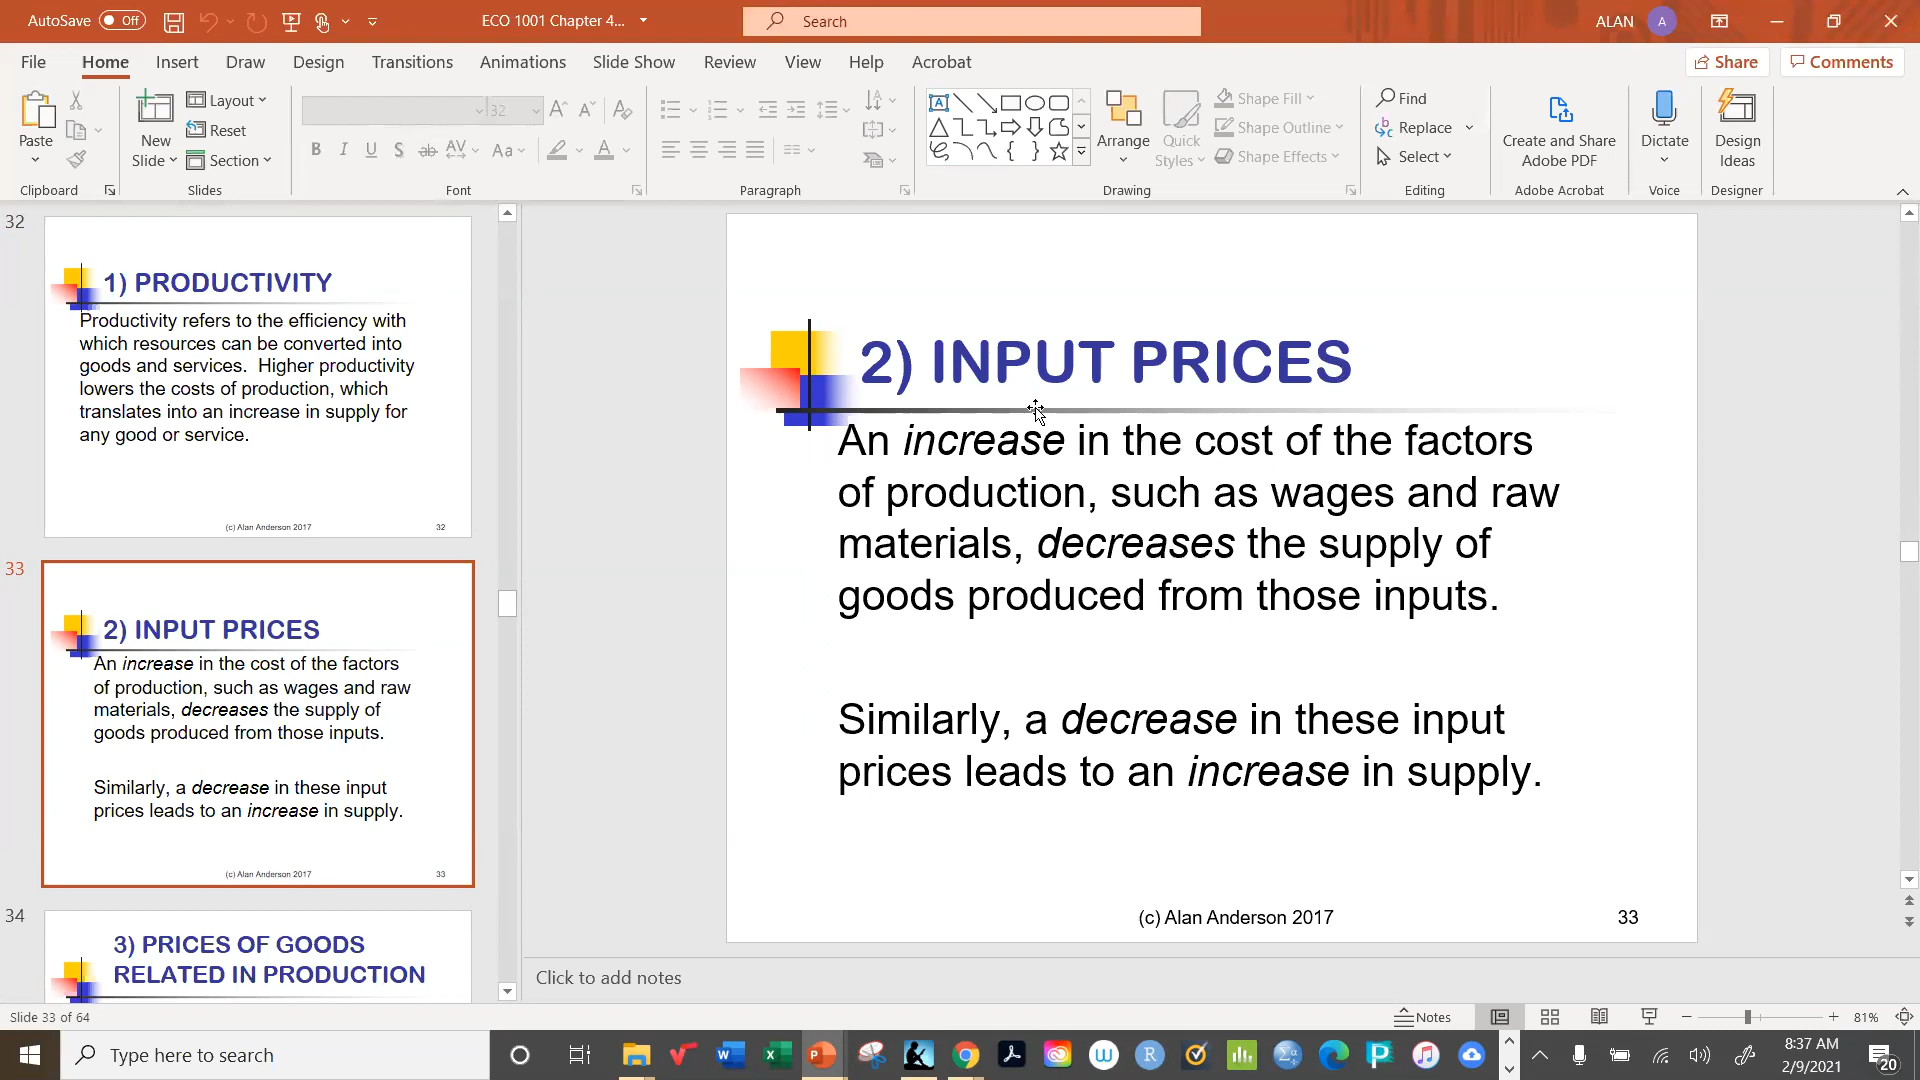 AutoSave Off
ECO 1001 Chapter 4...
Search
ALAN A
File Home Insert Draw Design Transitions Animations Slide Show Review View Help Acrobat Share Comments
Paste
New
Slide
Layout
Reset
Section
32
B I U S ab AV Aa A
Arrange
Quick
Styles
Shape Fill
Shape Outline
Shape Effects
Find
Replace
Select
Create and Share
Adobe PDF
Dictate
Design
Ideas
Clipboard Slides Font Paragraph Drawing Editing Adobe Acrobat Voice Designer
32
1) PRODUCTIVITY
Productivity refers to the efficiency with
which resources can be converted into
goods and services. Higher productivity
lowers the costs of production, which
translates into an increase in supply for
any good or service.
(c) Alan Anderson 2017 32
33
2) INPUT PRICES
An increase in the cost of the factors
of production, such as wages and raw
materials, decreases the supply of
goods produced from those inputs.
Similarly, a decrease in these input
prices leads to an increase in supply.
(c) Alan Anderson 2017 33
34
3) PRICES OF GOODS
RELATED IN PRODUCTION
2) INPUT PRICES
An increase in the cost of the factors
of production, such as wages and raw
materials, decreases the supply of
goods produced from those inputs.
Similarly, a decrease in these input
prices leads to an increase in supply.
(c) Alan Anderson 2017 33
Click to add notes
Slide 33 of 64
Notes
81%
Type here to search
8:37 AM
2/9/2021
20